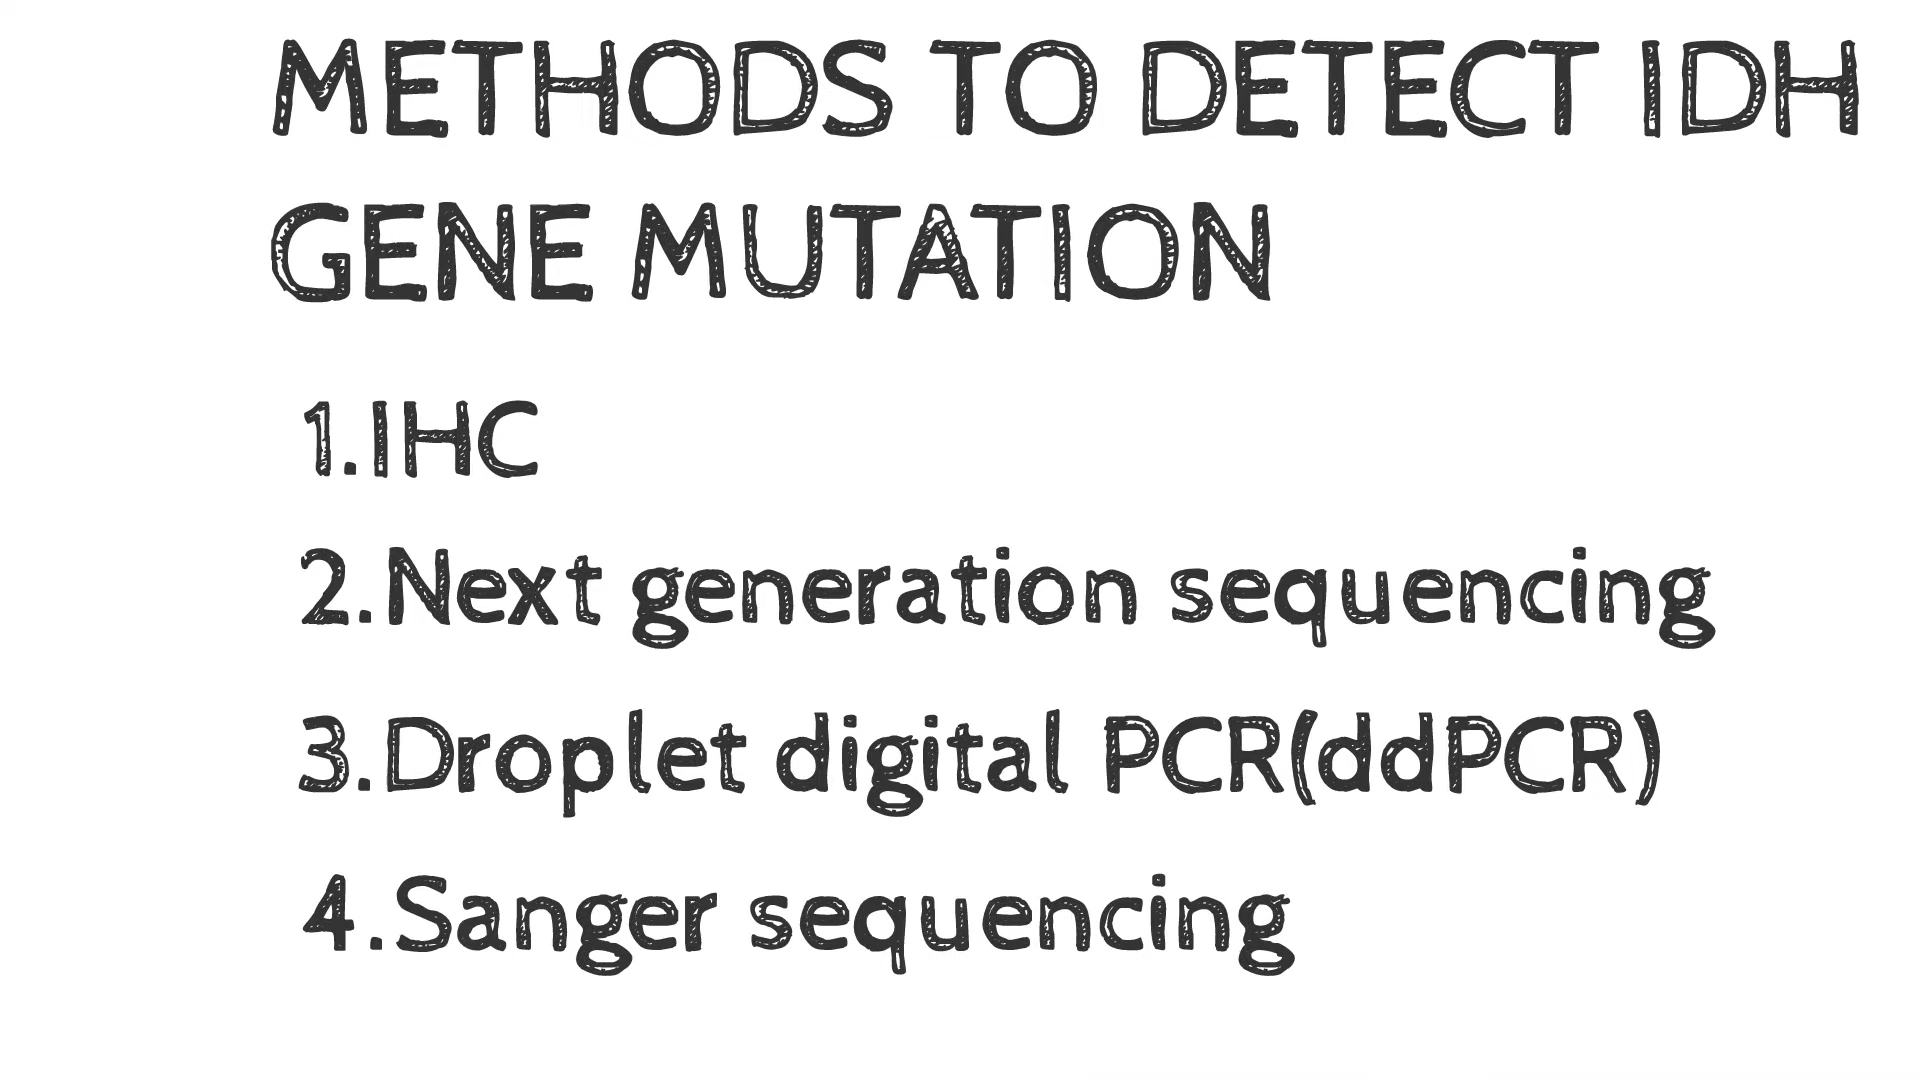 METHODS TO DETECT IDH
GENE MUTATION
1.IHC
2.Next generation sequencing
3.Droplet digital PCR(ddPCR)
4.Sanger sequencing